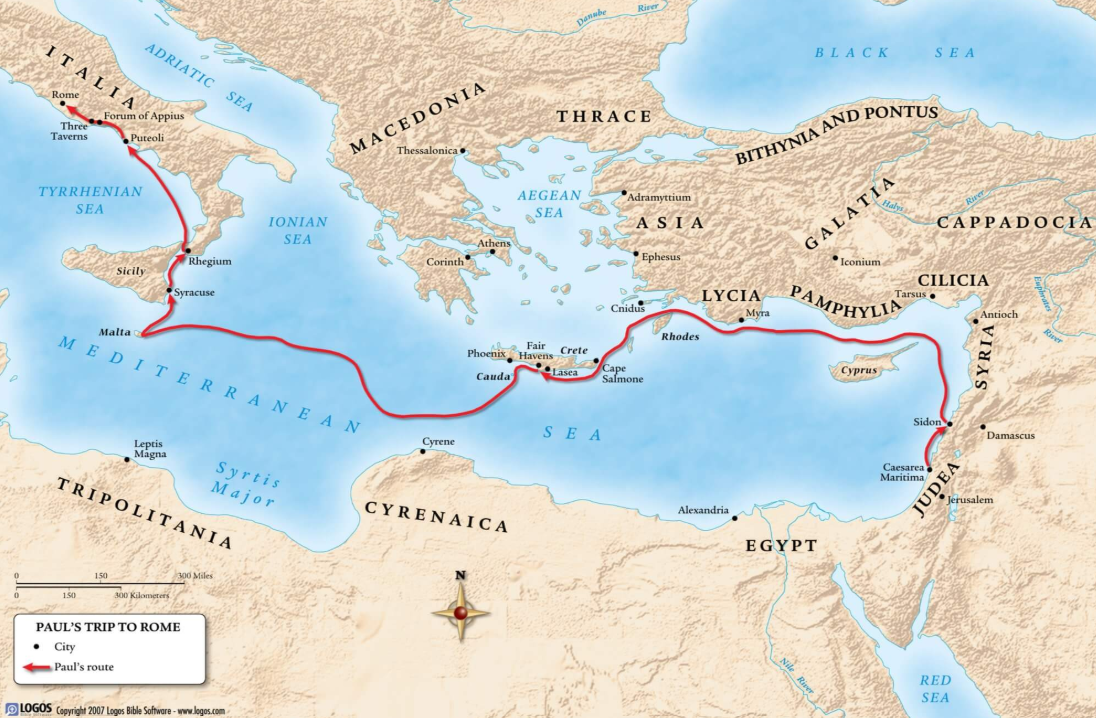 Danube
River
BLACK SEA
ADRIATIC
SEA
ITALIA
Rome
Three
Taverns
Forum of Appius
Puteoli
MACEDONIA
THRACE
BITHYNIA AND PONTUS
Thessalonica
TYRRHENIAN
SEA
AEGEAN
SEA
Adramyttium
ASIA
GALATIA
Halys
River
CAPPADOCIA
IONIAN
SEA
Athens
Corinth
Ephesus
Iconium
Sicily
Rhegium
Syracuse
Cnidus
LYCIA
Myra
PAMPHYLIA
Tarsus
CILICIA
Euphrates
River
Antioch
SYRIA
Malta
Rhodes
Phoenix
Fair
Havens
Crete
Lasea
Cauda
Cape
Salmone
Cyprus
MEDITERRANEAN
SEA
Sidon
Damascus
Leptis
Magna
Syrtis
Major
Cyrene
Caesarea
Maritima
JUDEA
Jerusalem
TRIPOLITANIA
CYRENAICA
Alexandria
EGYPT
0 150 300 Miles
0 150 300 Kilometers
N
PAUL'S TRIP TO ROME
City
Paul's route
Nile
River
RED
SEA
LOGOS Copyright 2007 Logos Bible Software - www.logos.com